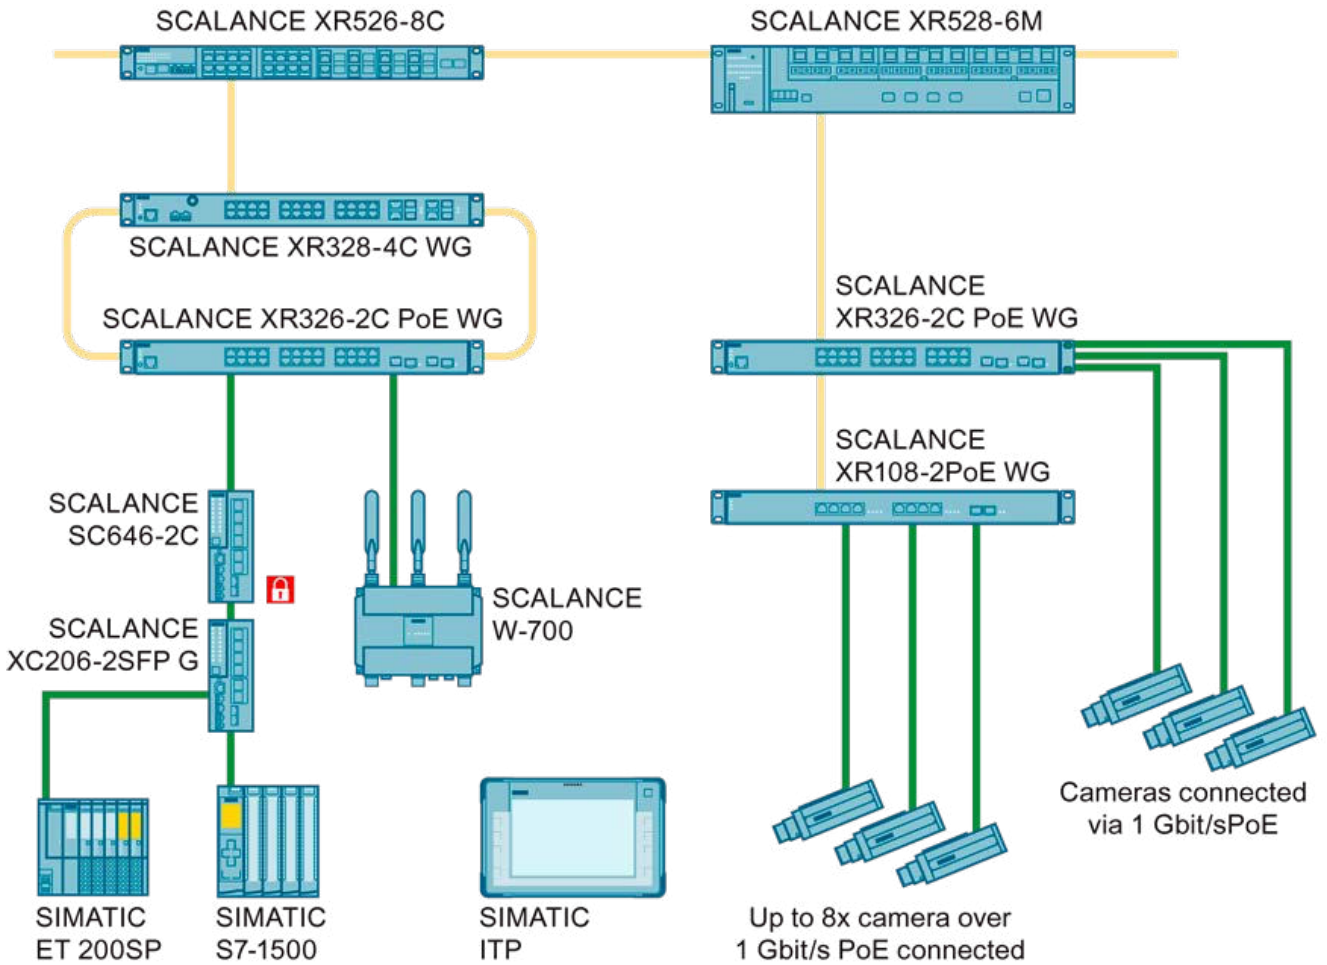 SCALANCE XR526-8C
SCALANCE XR528-6M
SCALANCE XR328-4C WG
SCALANCE XR326-2C PoE WG
SCALANCE
XR326-2C PoE WG
SCALANCE
XR108-2PoE WG
SCALANCE
SC646-2C
SCALANCE
W-700
SCALANCE
XC206-2SFP G
Cameras connected
via 1 Gbit/sPoE
SIMATIC
ET 200SP
SIMATIC
S7-1500
SIMATIC
ITP
Up to 8x camera over
1 Gbit/s PoE connected